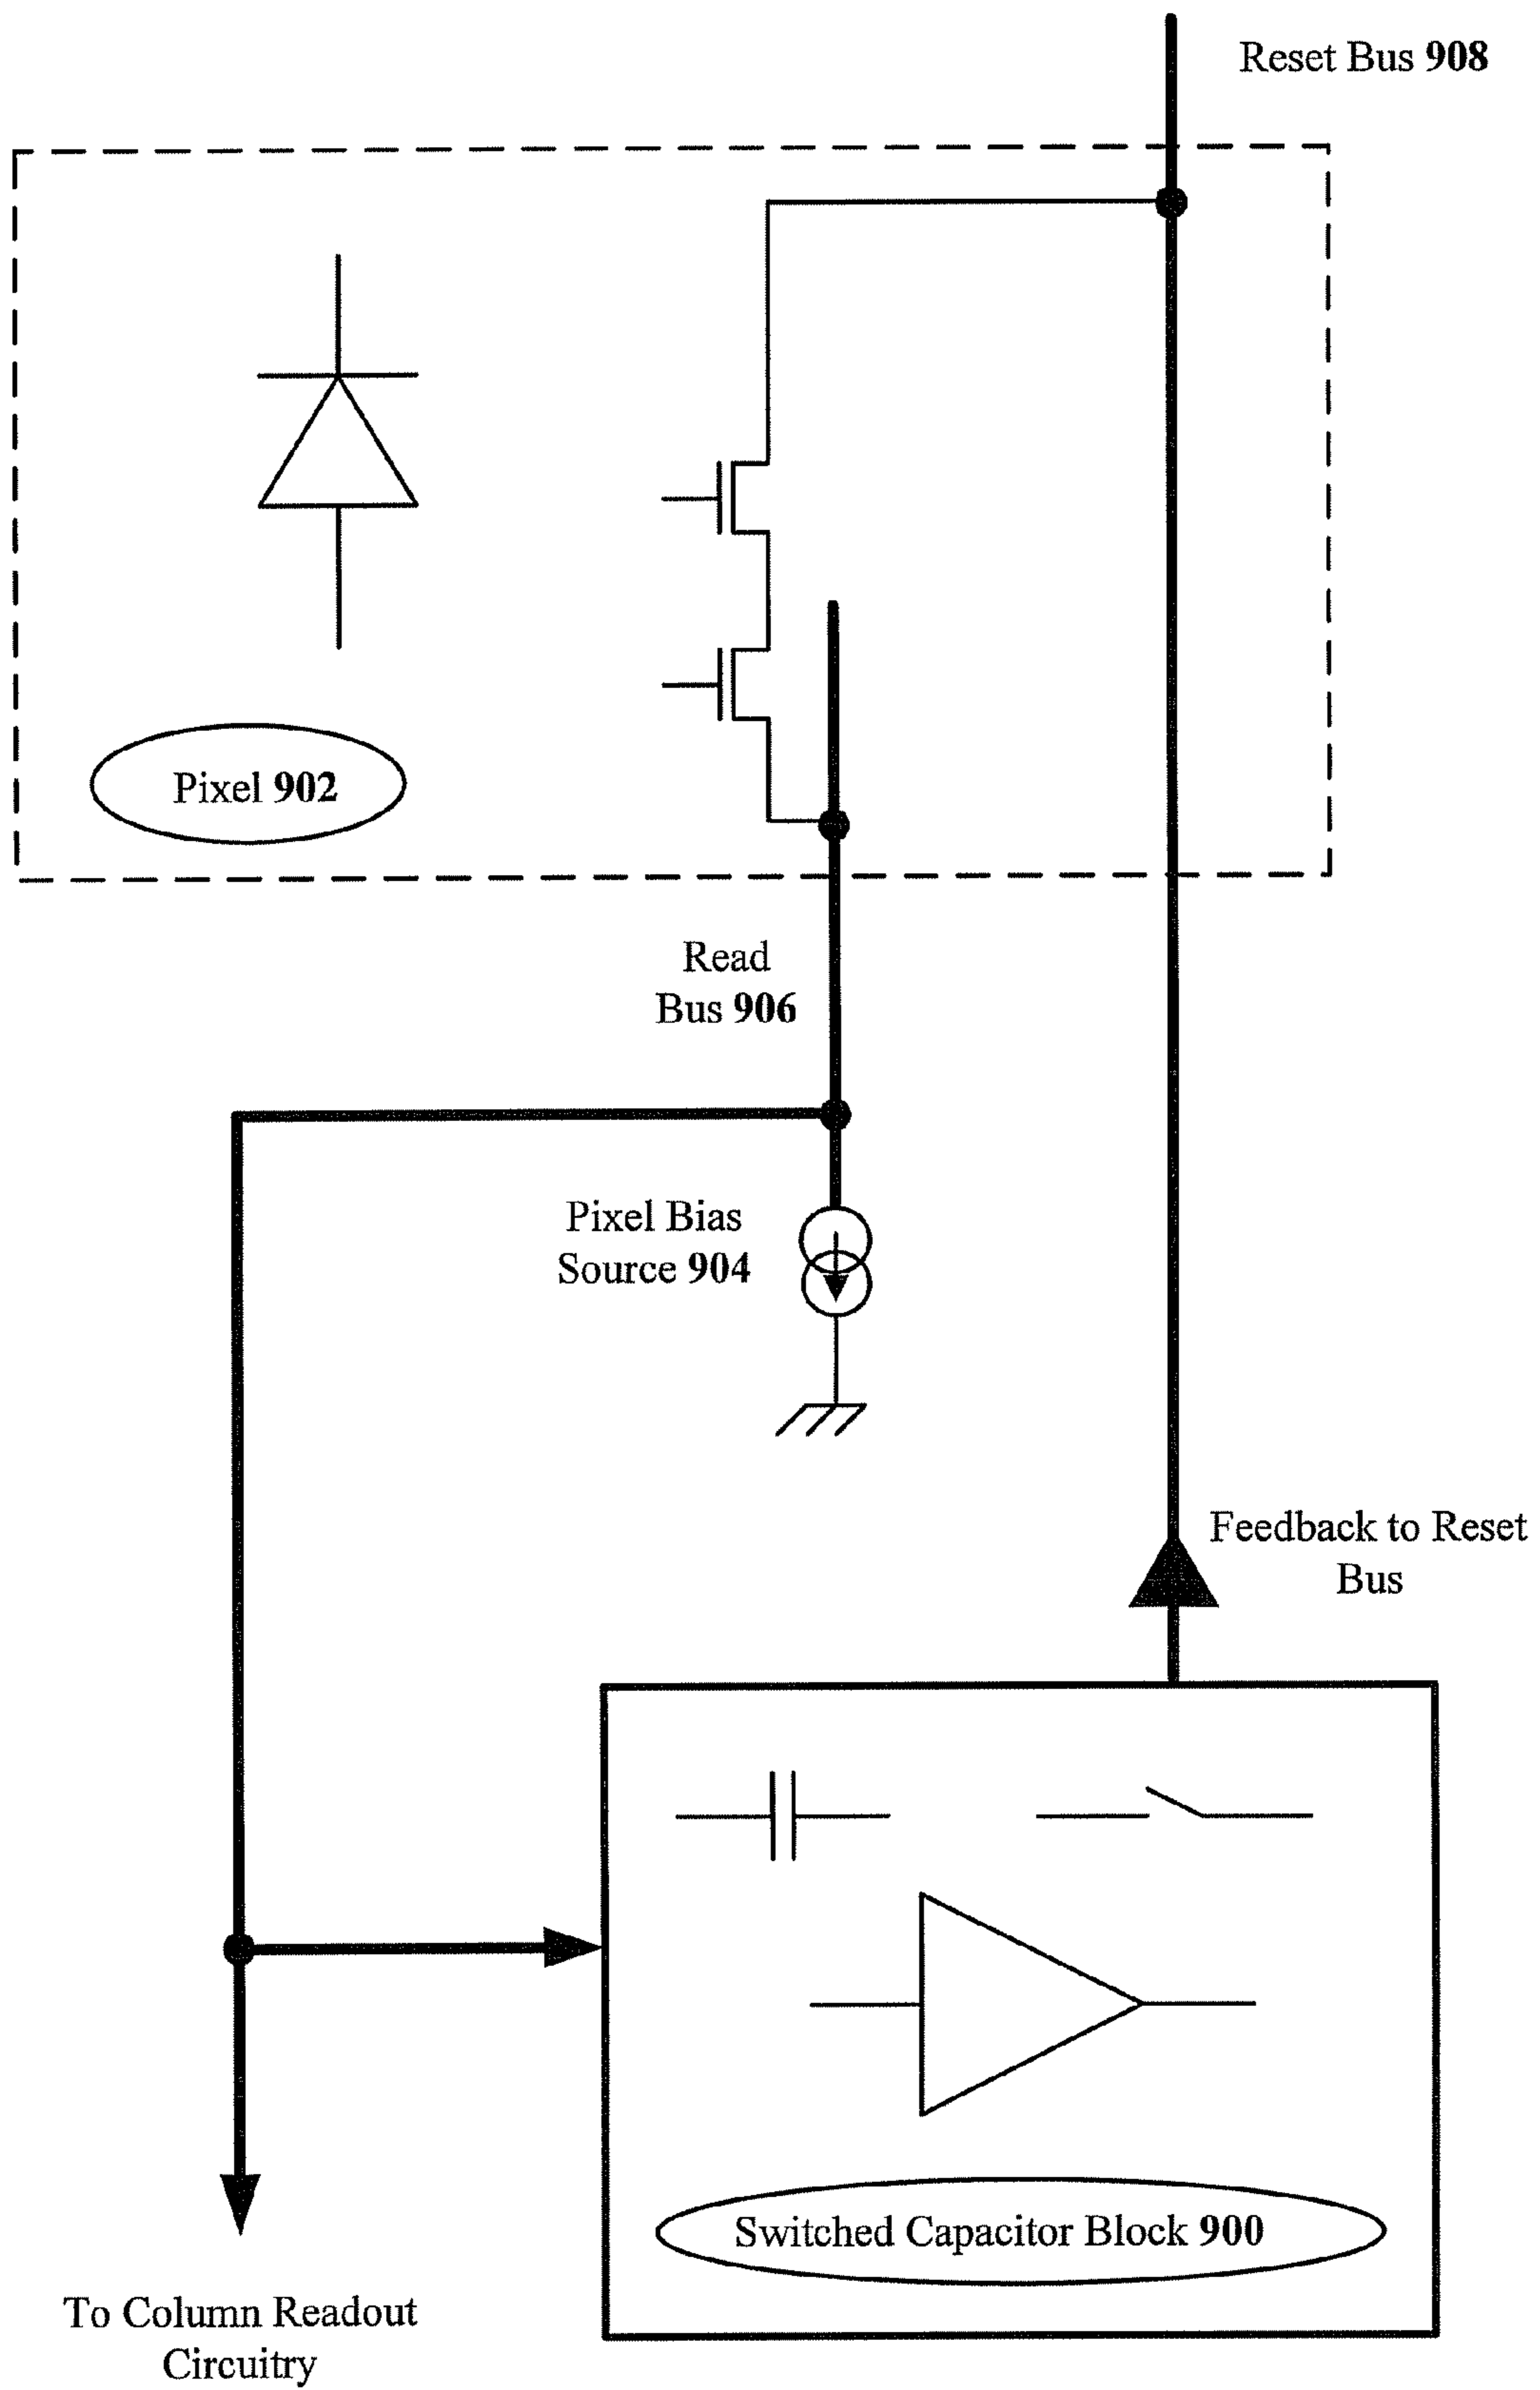 Reset Bus 908
Pixel 902
Read
Bus 906
Pixel Bias
Source 904
Feedback to Reset
Bus
Switched Capacitor Block 900
To Column Readout
Circuitry